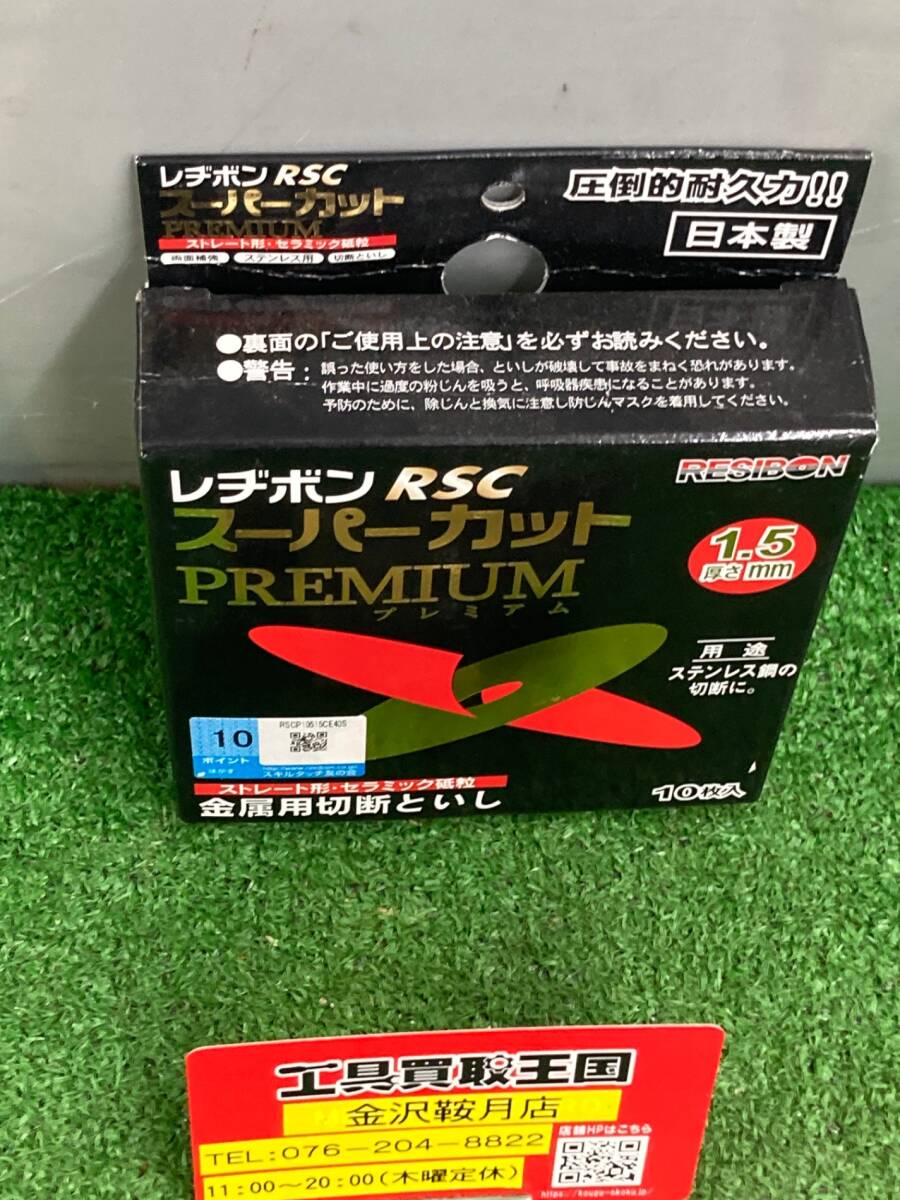 レヂボン RSC
スーパーカット
PREMIUM
ストレート形・セラミック砥粒
両面補強 ステンレス用 切断といし
圧倒的耐久力!!
日本製
●裏面の「ご使用上の注意」を必ずお読みください。
●警告：誤った使い方をした場合、といしが破壊して事故をまねく恐れがあります。
作業中に過度の粉じんを吸うと、呼吸器疾患になることがあります。
予防のために、除じんと換気に注意し防じんマスクを着用してください。
レヂボン RSC
スーパーカット
PREMIUM
プレミアム
RESIBON
1.5
厚さ mm
用途
ステンレス鋼の
切断に。
RSCP10515CE40S
10
ポイント
はがき
スキルタッチ友の会
ストレート形・セラミック砥粒
金属用切断といし
10枚入
工具買取王国
金沢鞍月店
TEL:076-204-8822
11:00～20:00(木曜定休)
店舗HPはこちら